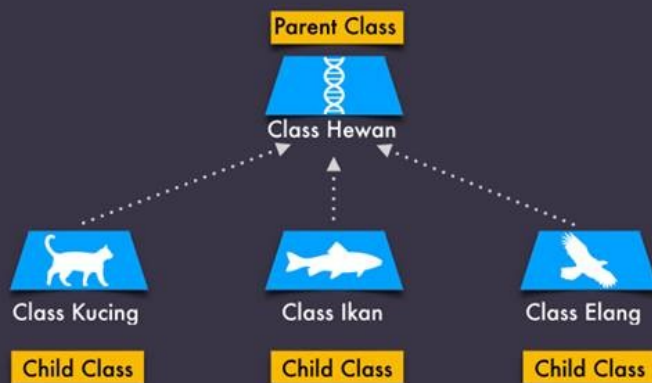 Parent Class
Class Hewan
Class Kucing
Class Ikan
Class Elang
Child Class
Child Class
Child Class